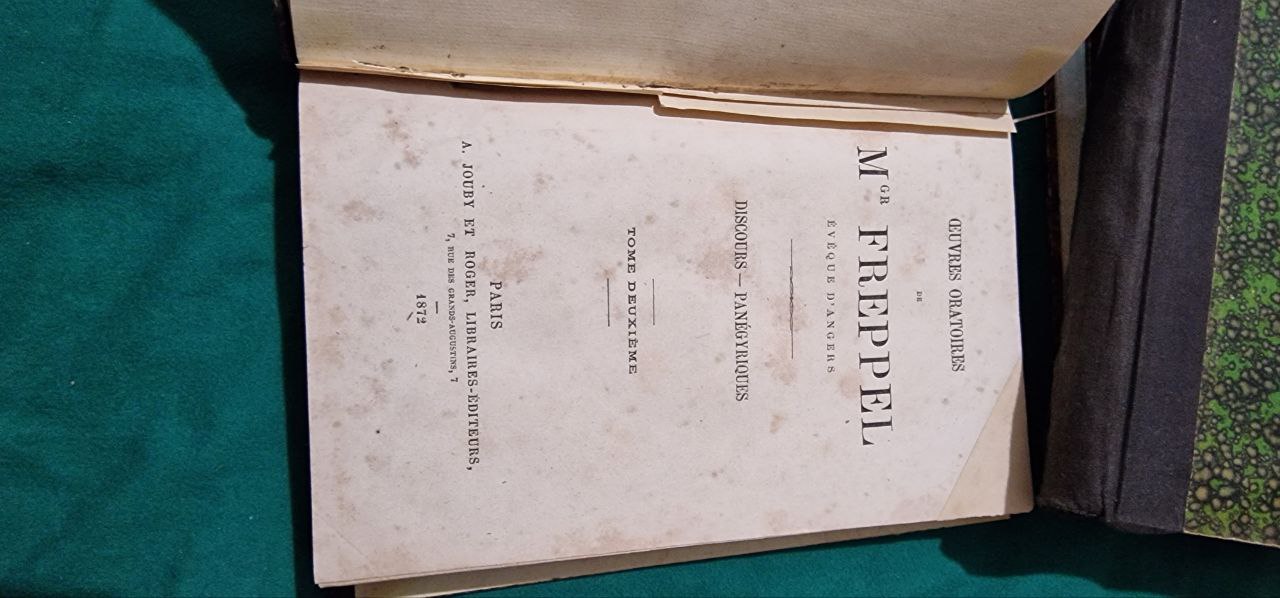 ŒUVRES ORATOIRES
DE
MGR FREPPEL
ÉVÊQUE D'ANGERS
DISCOURS — PANÉGYRIQUES
TOME DEUXIÈME
PARIS
A. JOUBY ET ROGER, LIBRAIRES-ÉDITEURS,
7, RUE DES GRANDS-AUGUSTINS, 7
1872